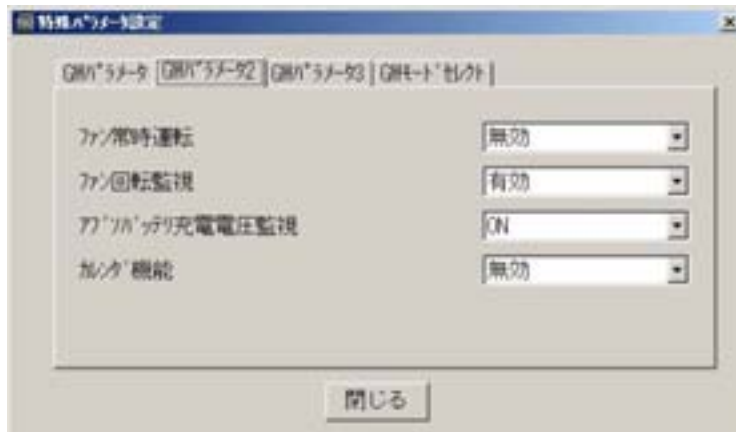 特殊ﾊﾟﾗﾒｰﾀ設定
GHﾊﾟﾗﾒｰﾀ GHﾊﾟﾗﾒｰﾀ2 GHﾊﾟﾗﾒｰﾀ3 GHﾓｰﾄﾞｾﾚｸﾄ
ﾌｧﾝ常時運転 無効
ﾌｧﾝ回転監視 有効
ｱﾌﾞｿﾊﾞｯﾃﾘ充電電圧監視 ON
ｶﾚﾝﾀﾞ機能 無効
閉じる